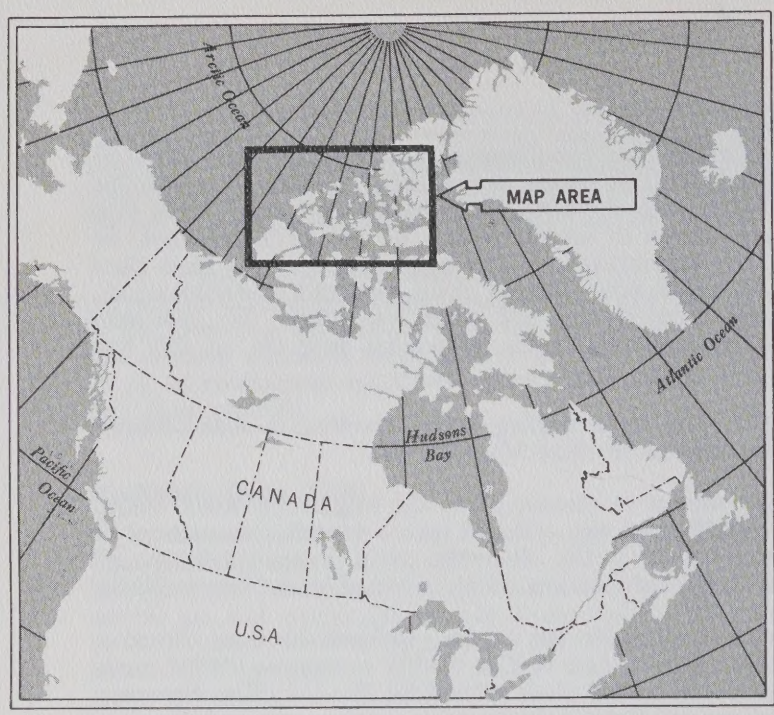 Arctic Ocean
MAP AREA
Atlantic Ocean
Hudsons
Bay
Pacific
Ocean
CANADA
U.S.A.